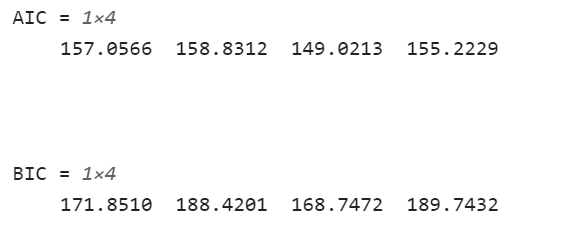 AIC = 1×4
157.0566 158.8312 149.0213 155.2229
BIC = 1×4
171.8510 188.4201 168.7472 189.7432